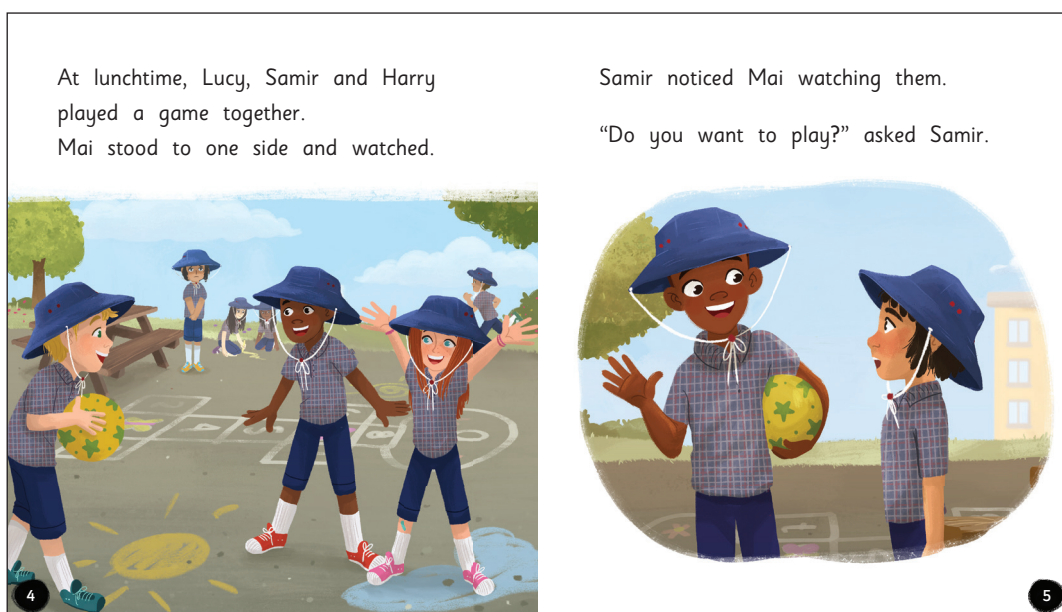 At lunchtime, Lucy, Samir and Harry
played a game together.
Mai stood to one side and watched.
4
Samir noticed Mai watching them.
“Do you want to play?” asked Samir.
5